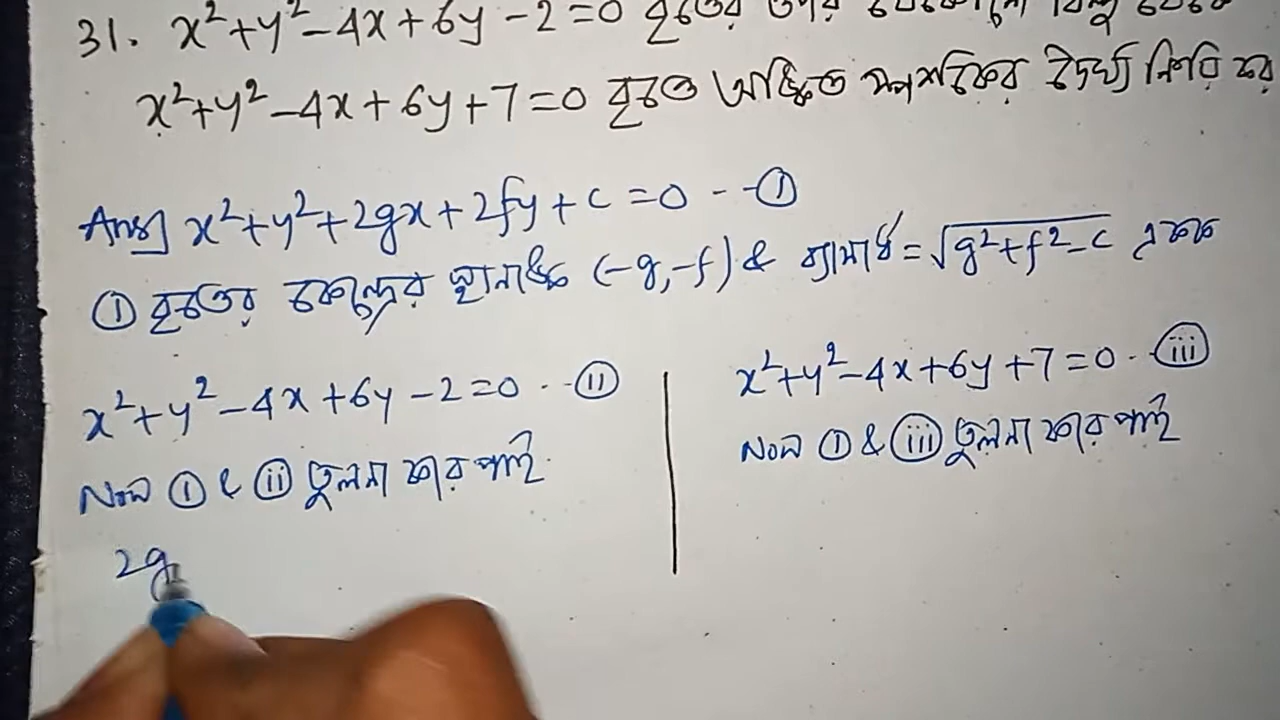 31. x²+y²-4x+6y-2=0 বৃত্তের উপর যেকোনো বিন্দু থেকে
x²+y²-4x+6y+7=0 বৃত্তে অঙ্কিত স্পর্শকের দৈর্ঘ্য নির্ণয় কর
Ans] x²+y²+2gx+2fy+c=0 --①
① বৃত্তের কেন্দ্রের স্থানাঙ্ক (-g,-f) & ব্যাসার্ধ = √g²+f²-c একক
x²+y²-4x+6y-2=0 --ⅱ
Now ① & ⅱ তুলনা করে পাই
2g
x²+y²-4x+6y+7=0 --ⅲ
Now ① & ⅲ তুলনা করে পাই